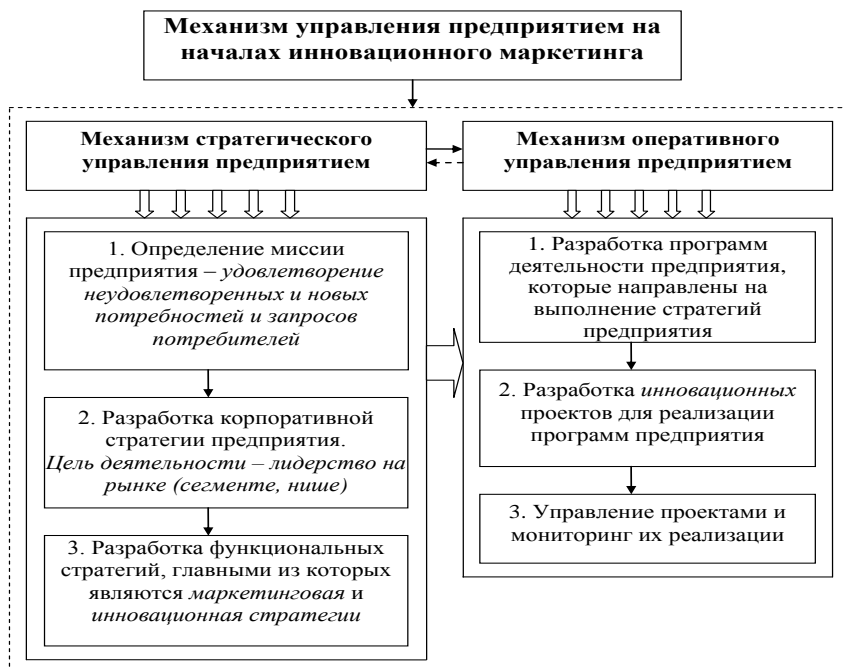 Механизм управления предприятием на
началах инновационного маркетинга
Механизм стратегического
управления предприятием
Механизм оперативного
управления предприятием
1. Определение миссии
предприятия – удовлетворение
неудовлетворенных и новых
потребностей и запросов
потребителей
2. Разработка корпоративной
стратегии предприятия.
Цель деятельности – лидерство на
рынке (сегменте, нише)
3. Разработка функциональных
стратегий, главными из которых
являются маркетинговая и
инновационная стратегии
1. Разработка программ
деятельности предприятия,
которые направлены на
выполнение стратегий
предприятия
2. Разработка инновационных
проектов для реализации
программ предприятия
3. Управление проектами и
мониторинг их реализации